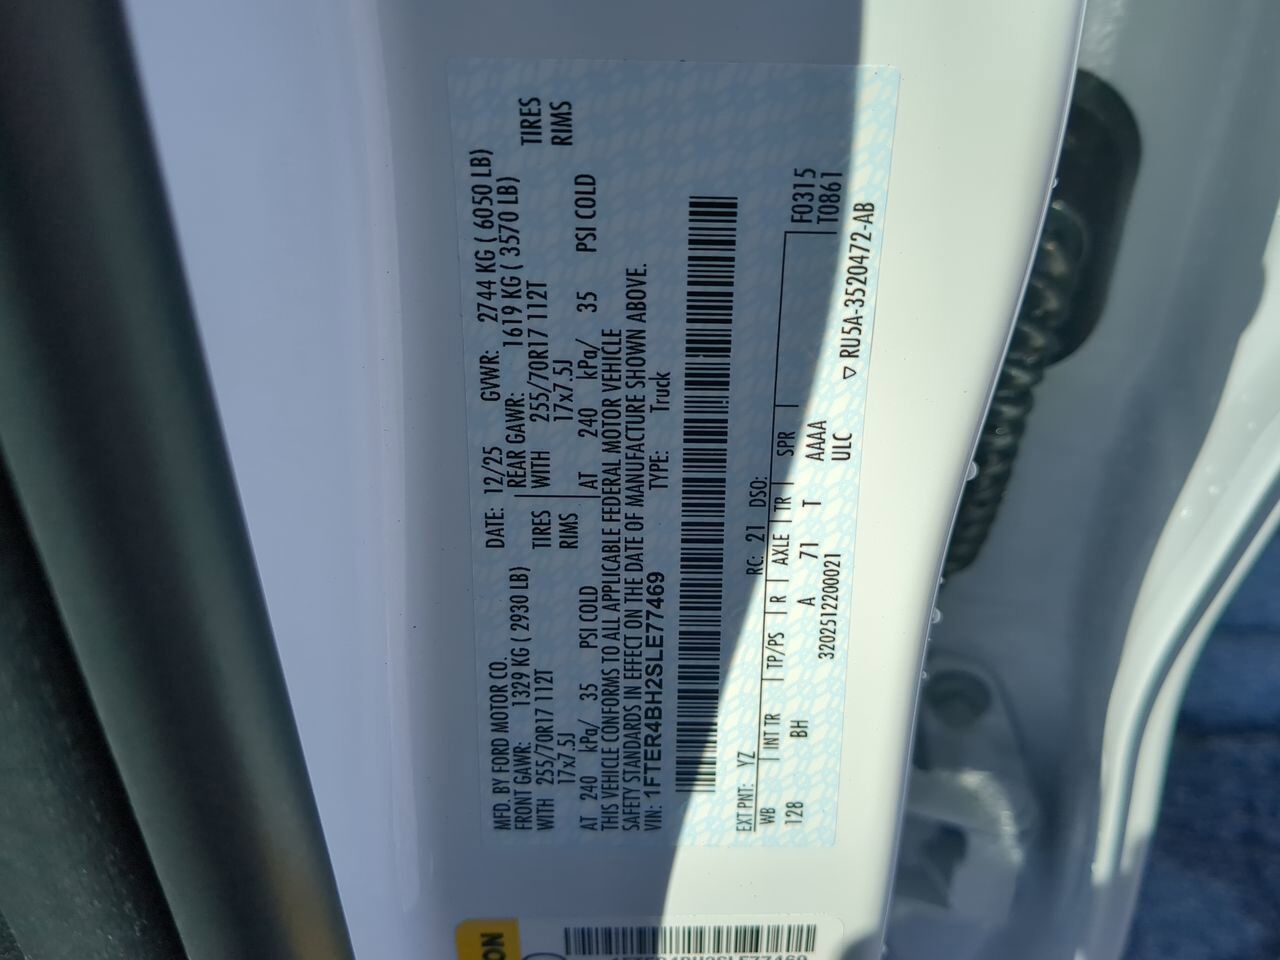 MFD. BY FORD MOTOR CO. DATE: 12/25 GVWR: 2744 KG ( 6050 LB)
FRONT GAWR: 1329 KG ( 2930 LB) REAR GAWR: 1619 KG ( 3570 LB)
WITH 255/70R17 112T TIRES WITH 255/70R17 112T TIRES
17x7.5J RIMS 17x7.5J RIMS
AT 240 kPa/ 35 PSI COLD AT 240 kPa/ 35 PSI COLD
THIS VEHICLE CONFORMS TO ALL APPLICABLE FEDERAL MOTOR VEHICLE
SAFETY STANDARDS IN EFFECT ON THE DATE OF MANUFACTURE SHOWN ABOVE.
VIN: 1FTER4BH2SLE77469 TYPE: Truck
EXT PNT: YZ RC: 21 DSO:
WB INT TR TP/PS R AXLE TR SPR F0315
128 BH A 71 T AAAA T0861
3202512200021 ULC
▽ RU5A-3520472-AB
ON